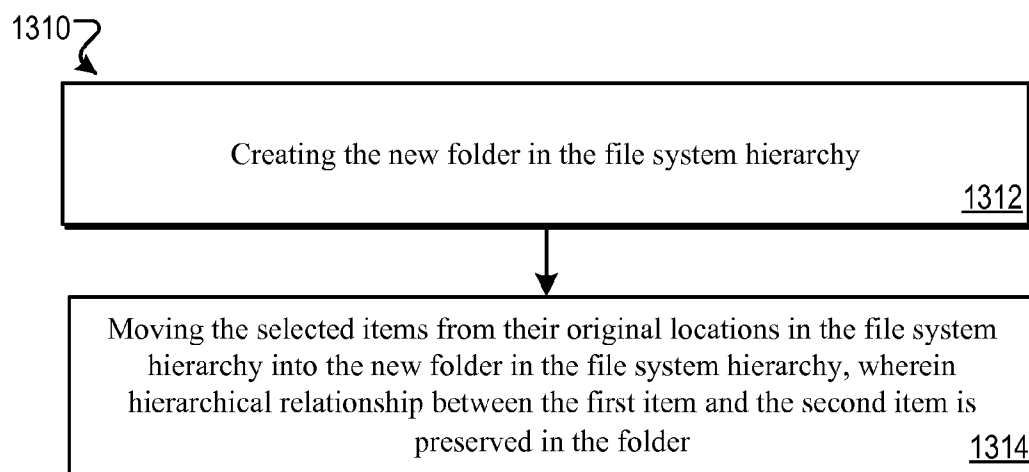 1310
Creating the new folder in the file system hierarchy
1312
Moving the selected items from their original locations in the file system
hierarchy into the new folder in the file system hierarchy, wherein
hierarchical relationship between the first item and the second item is
preserved in the folder
1314